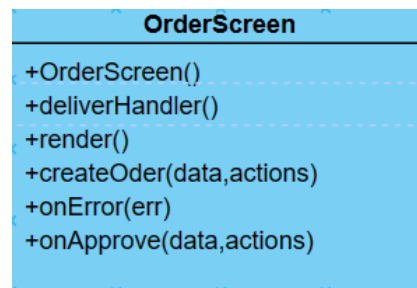 OrderScreen
+OrderScreen()
+deliverHandler()
+render()
+createOder(data,actions)
+onError(err)
+onApprove(data,actions)